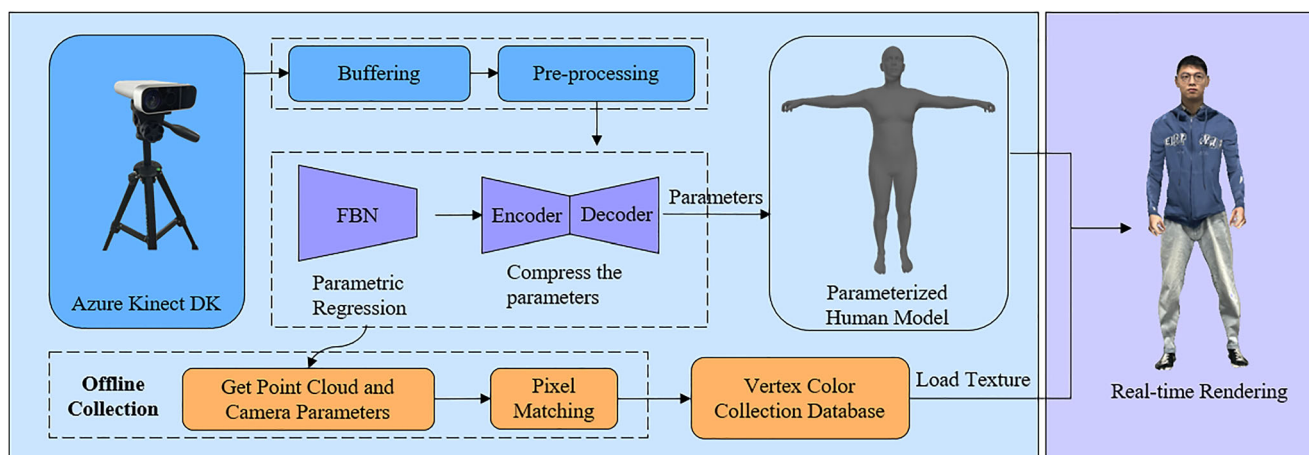 Azure Kinect DK
Buffering
Pre-processing
FBN
Parametric
Regression
Encoder
Decoder
Compress the
parameters
Parameters
Parameterized
Human Model
Offline
Collection
Get Point Cloud and
Camera Parameters
Pixel
Matching
Vertex Color
Collection Database
Load Texture
Real-time Rendering